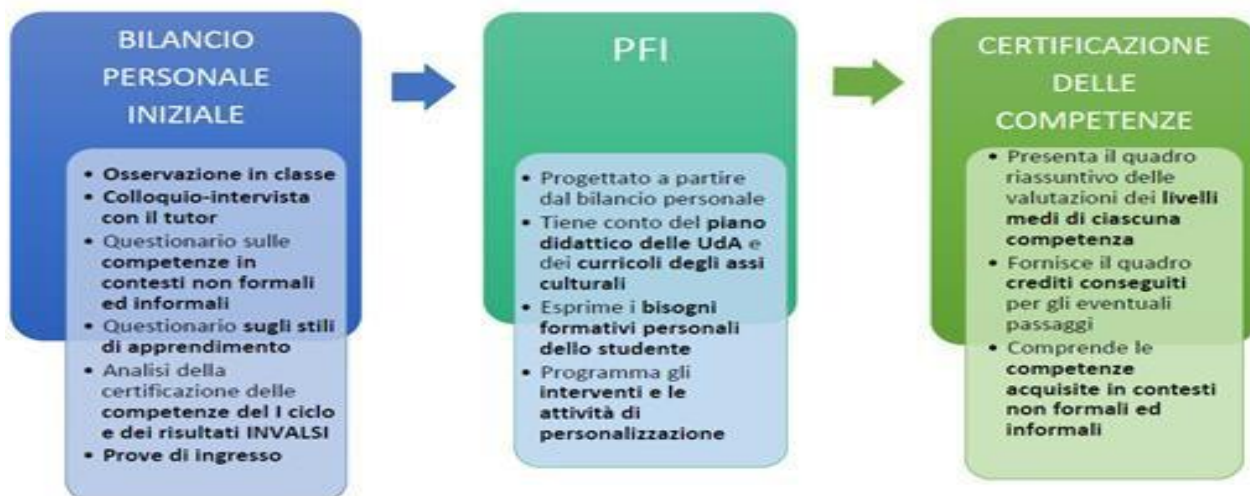 BILANCIO
PERSONALE
INIZIALE
• Osservazione in classe
• Colloquio-intervista
con il tutor
• Questionario sulle
competenze in
contesti non formali
ed informali
• Questionario sugli stili
di apprendimento
• Analisi della
certificazione delle
competenze del I ciclo
e dei risultati INVALSI
• Prove di ingresso
PFI
• Progettato a partire
dal bilancio personale
• Tiene conto del piano
didattico delle UdA e
dei curricoli degli assi
culturali
• Esprime i bisogni
formativi personali
dello studente
• Programma gli
interventi e le
attività di
personalizzazione
CERTIFICAZIONE
DELLE
COMPETENZE
• Presenta il quadro
riassuntivo delle
valutazioni dei livelli
medi di ciascuna
competenza
• Fornisce il quadro
crediti conseguiti
per gli eventuali
passaggi
• Comprende le
competenze
acquisite in contesti
non formali ed
informali